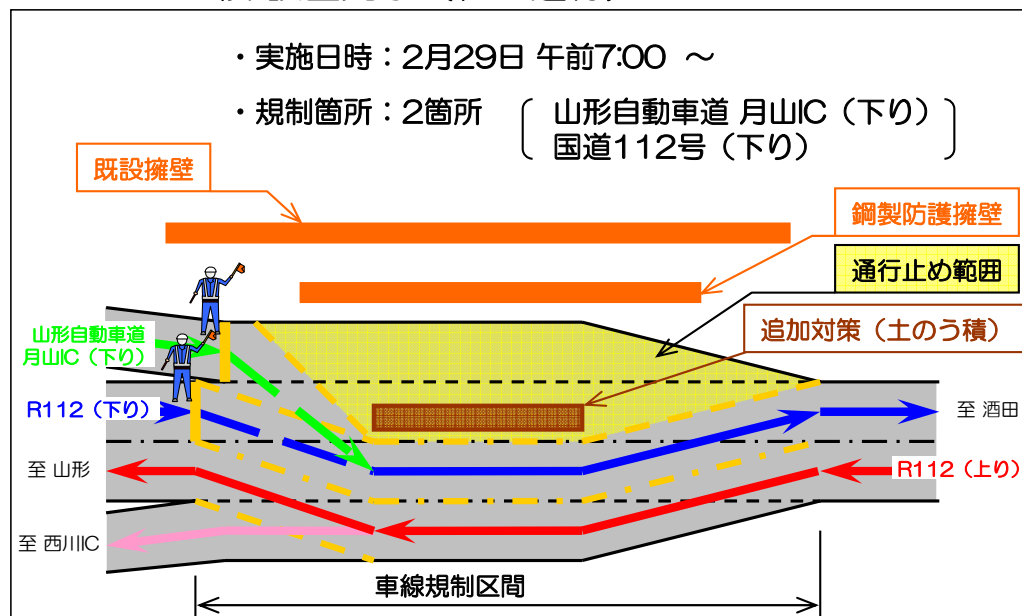 ・実施日時：2月29日 午前7:00 ～
・規制箇所：2箇所 山形自動車道 月山IC（下り）
国道112号（下り）
既設擁壁
鋼製防護擁壁
通行止め範囲
追加対策（土のう積）
山形自動車道
月山IC（下り）
R112（下り）
至 酒田
至 山形
R112（上り）
至 西川IC
車線規制区間